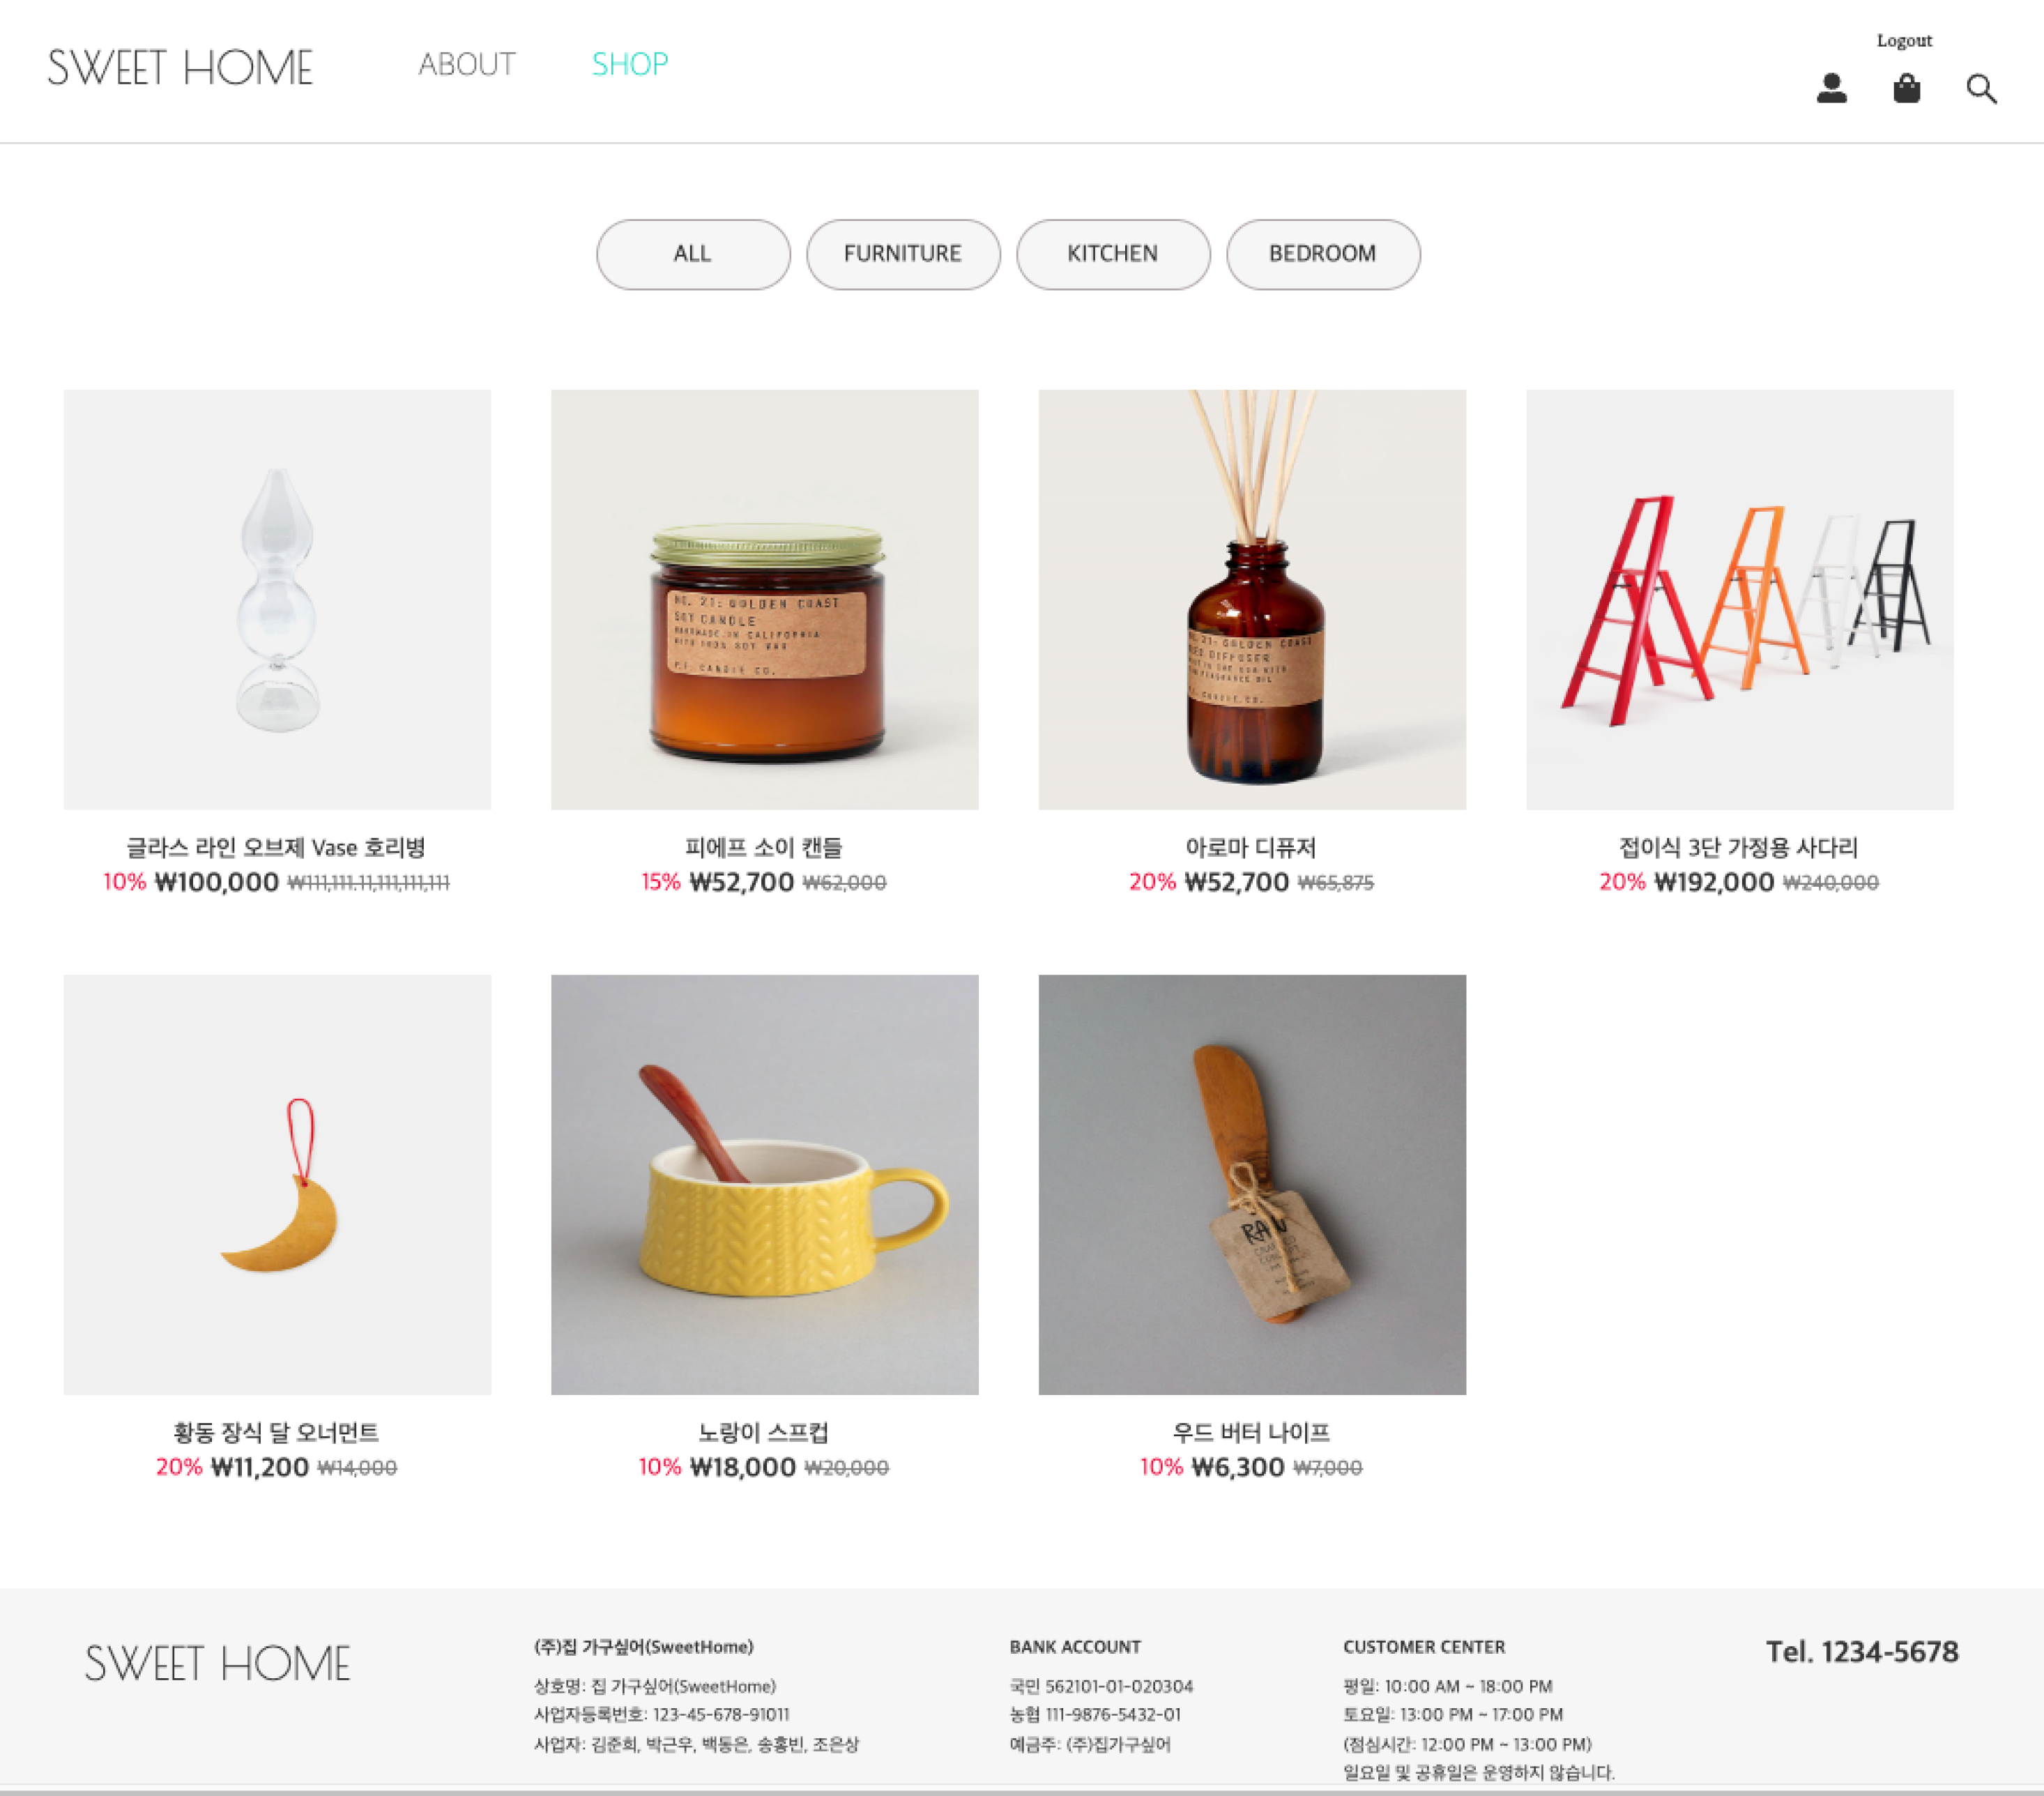 SWEET HOME ABOUT SHOP
Logout
ALL FURNITURE KITCHEN BEDROOM
NO. 21: GOLDEN COAST
SOY CANDLE
HANDMADE IN CALIFORNIA
WITH 100% SOY WAX
P.F. CANDLE CO.
NO. 21: GOLDEN COAST
REED DIFFUSER
P.F. CANDLE CO.
글라스 라인 오브제 Vase 호리병
10% ₩100,000 ₩111,111.11,111,111,111
피에프 소이 캔들
15% ₩52,700 ₩62,000
아로마 디퓨저
20% ₩52,700 ₩65,875
접이식 3단 가정용 사다리
20% ₩192,000 ₩240,000
RAW
황동 장식 달 오너먼트
20% ₩11,200 ₩14,000
노랑이 스프컵
10% ₩18,000 ₩20,000
우드 버터 나이프
10% ₩6,300 ₩7,000
SWEET HOME
(주)집 가구싶어(SweetHome)
상호명: 집 가구싶어(SweetHome)
사업자등록번호: 123-45-678-91011
사업자: 김준희, 박근우, 백동은, 송홍빈, 조은상
BANK ACCOUNT
국민 562101-01-020304
농협 111-9876-5432-01
예금주: (주)집가구싶어
CUSTOMER CENTER
평일: 10:00 AM ~ 18:00 PM
토요일: 13:00 PM ~ 17:00 PM
(점심시간: 12:00 PM ~ 13:00 PM)
일요일 및 공휴일은 운영하지 않습니다.
Tel. 1234-5678